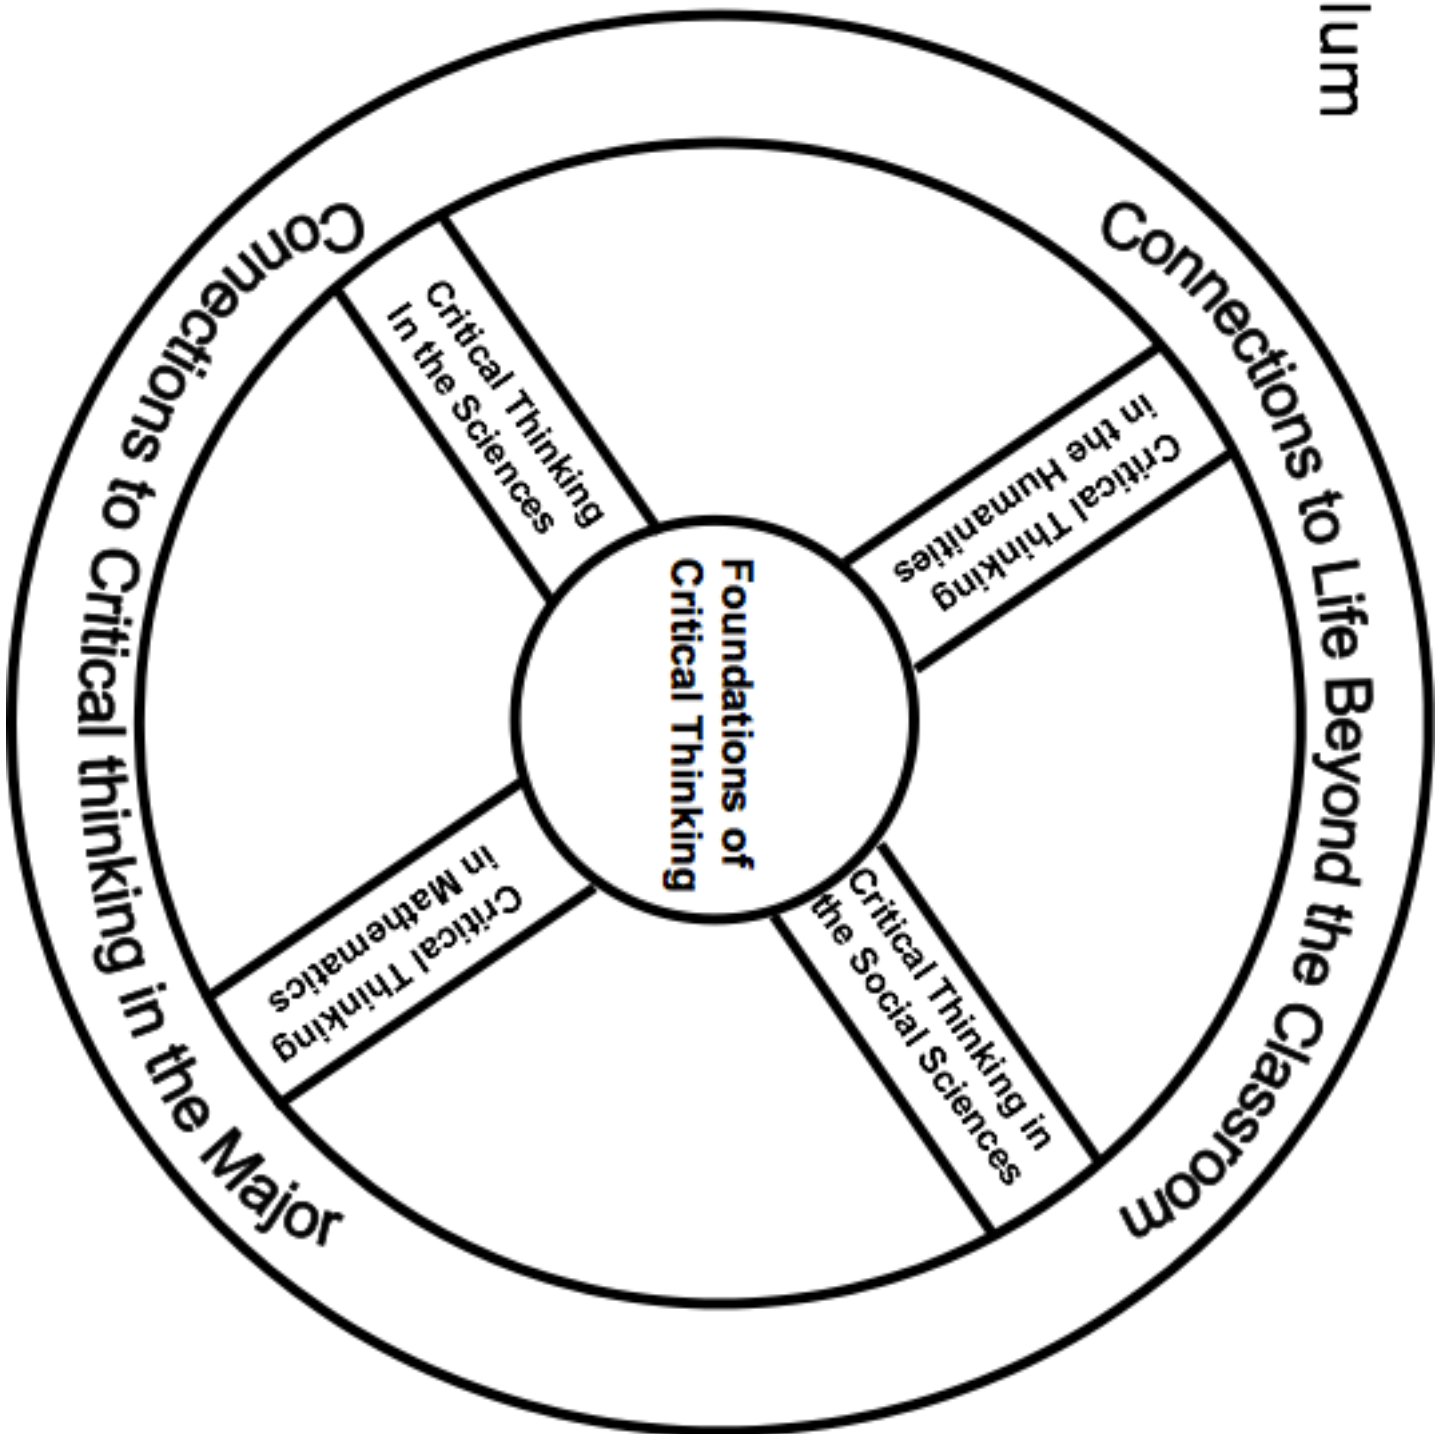 lum
Connections to Life Beyond the Classroom
Critical Thinking
in the Humanities
Critical Thinking in
the Social Sciences
Foundations of
Critical Thinking
Critical Thinking
In the Sciences
Critical Thinking
in Mathematics
Connections to Critical thinking in the Major